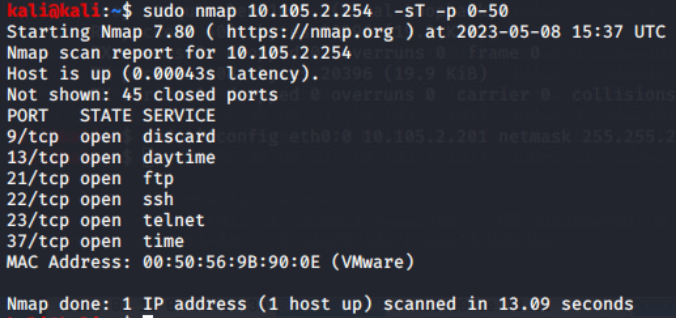 kali@kali:~$ sudo nmap 10.105.2.254 -sT -p 0-50
Starting Nmap 7.80 ( https://nmap.org ) at 2023-05-08 15:37 UTC
Nmap scan report for 10.105.2.254
Host is up (0.00043s latency).
Not shown: 45 closed ports
PORT STATE SERVICE
9/tcp open discard
13/tcp open daytime
21/tcp open ftp
22/tcp open ssh
23/tcp open telnet
37/tcp open time
MAC Address: 00:50:56:9B:90:0E (VMware)
Nmap done: 1 IP address (1 host up) scanned in 13.09 seconds